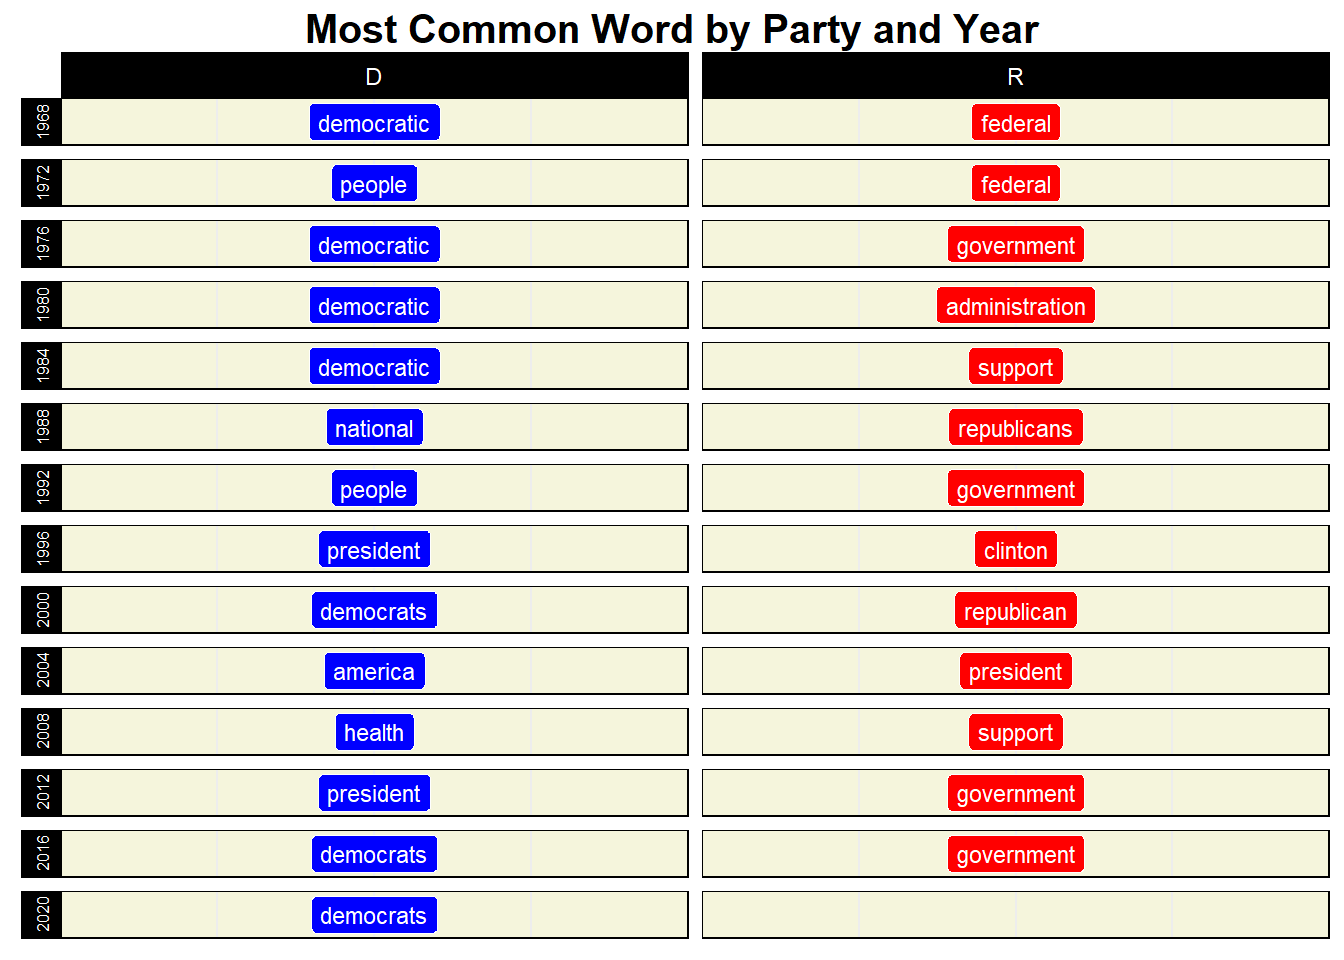 Most Common Word by Party and Year
D R
1968 democratic federal
1972 people federal
1976 democratic government
1980 democratic administration
1984 democratic support
1988 national republicans
1992 people government
1996 president clinton
2000 democrats republican
2004 america president
2008 health support
2012 president government
2016 democrats government
2020 democrats